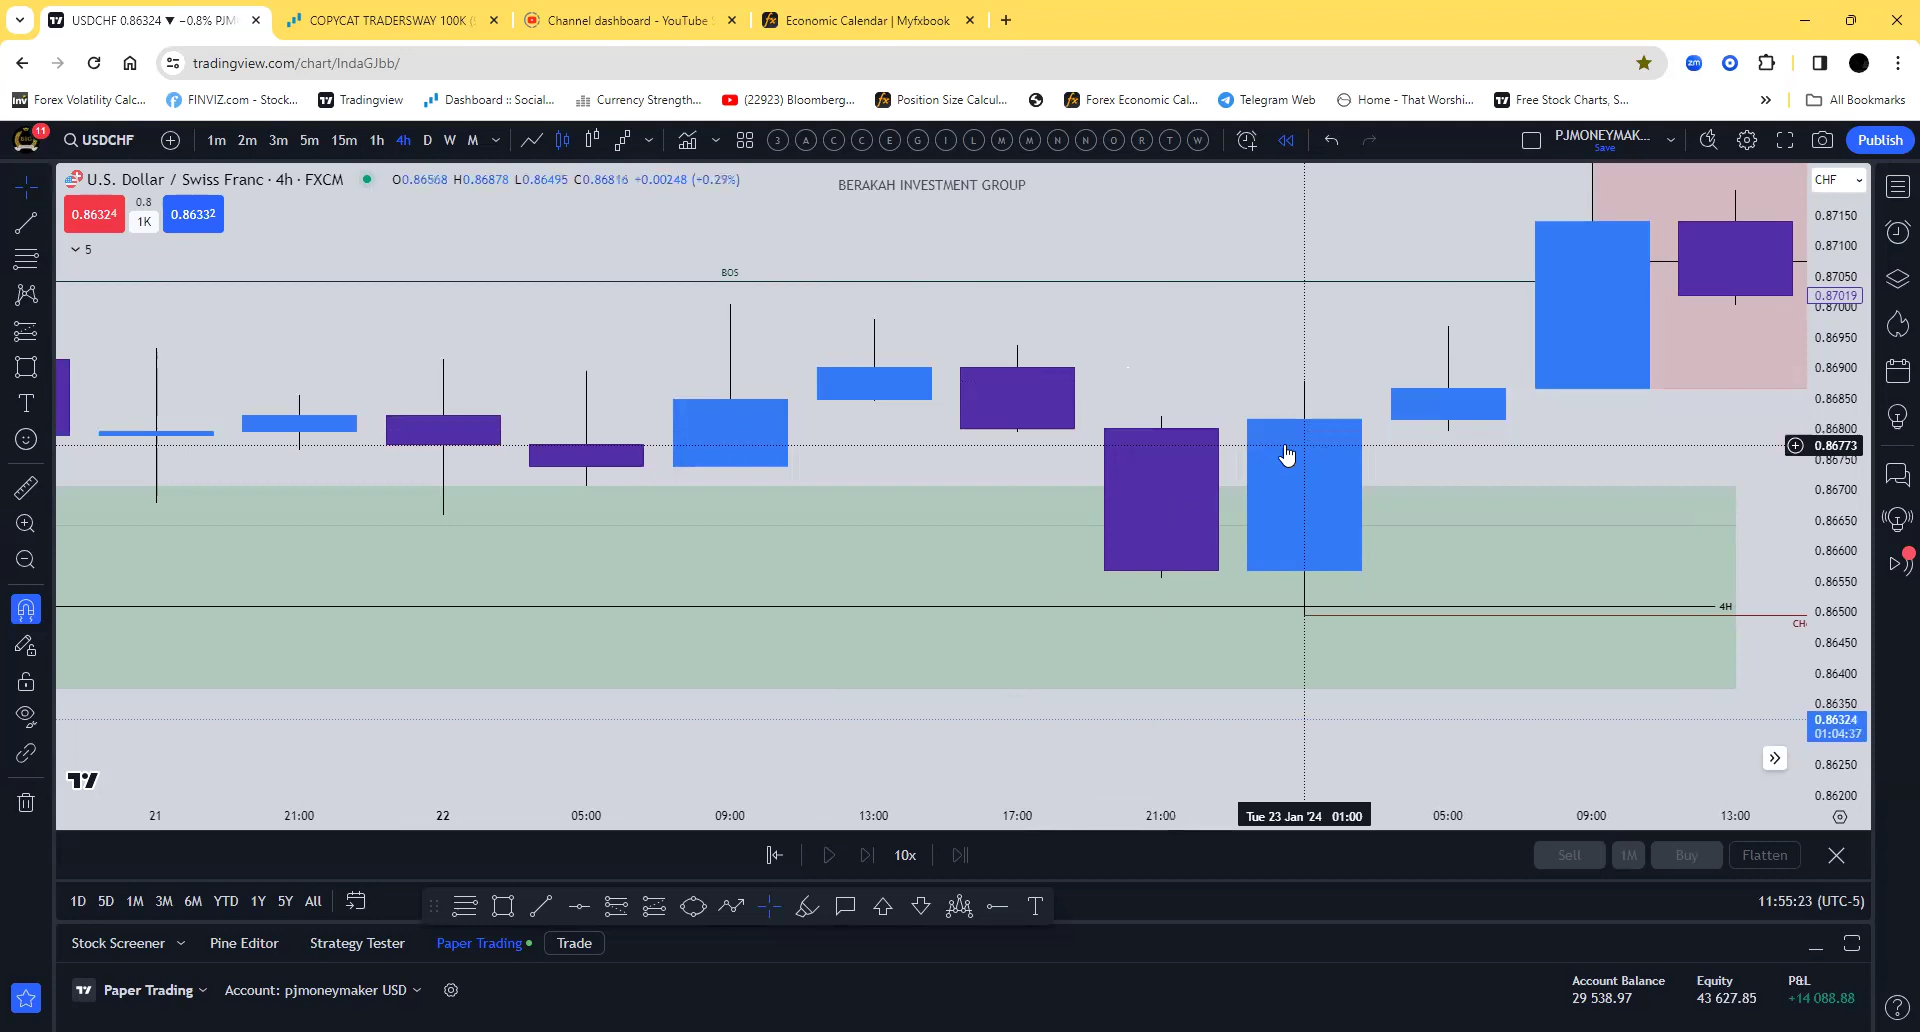 USDCHF 0.86324 ▼ −0.8% PJM
COPYCAT TRADERSWAY 100K (
Channel dashboard - YouTube
Economic Calendar | Myfxbook
tradingview.com/chart/IndaGJbb/
zm
Forex Volatility Calc...
FINVIZ.com - Stock...
Tradingview
Dashboard :: Social...
Currency Strength...
(22923) Bloomberg...
Position Size Calcul...
Forex Economic Cal...
Telegram Web
Home - That Worshi...
Free Stock Charts, S...
All Bookmarks
11
USDCHF
1m 2m 3m 5m 15m 1h 4h D W M
3 A C C E G I L M M N N O R T W
PJMONEYMAK...
Save
Publish
U.S. Dollar / Swiss Franc · 4h · FXCM
O0.86568 H0.86878 L0.86495 C0.86816 +0.00248 (+0.29%)
BERAKAH INVESTMENT GROUP
CHF
0.86324
0.8
1K
0.86332
5
BOS
4H
0.87150
0.87100
0.87050
0.87019
0.87000
0.86950
0.86900
0.86850
0.86800
0.86773
0.86750
0.86700
0.86650
0.86600
0.86550
0.86500
0.86450
0.86400
0.86350
0.86324
01:04:37
0.86250
0.86200
21 21:00 22 05:00 09:00 13:00 17:00 21:00 Tue 23 Jan '24 01:00 05:00 09:00 13:00
10x
Sell 1M Buy Flatten
1D 5D 1M 3M 6M YTD 1Y 5Y All
11:55:23 (UTC-5)
Stock Screener Pine Editor Strategy Tester Paper Trading Trade
Paper Trading Account: pjmoneymaker USD
Account Balance Equity P&L
29 538.97 43 627.85 +14 088.88